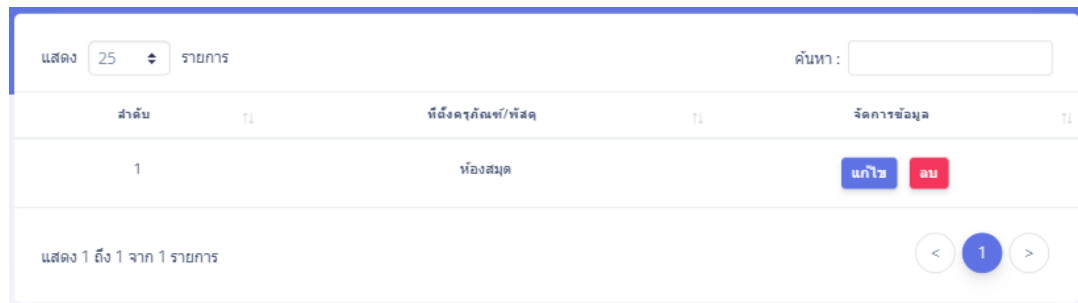 แสดง 25 รายการ ค้นหา :
ลำดับ ที่ตั้งครุภัณฑ์/พัสดุ จัดการข้อมูล
1 ห้องสมุด แก้ไข ลบ
แสดง 1 ถึง 1 จาก 1 รายการ < 1 >